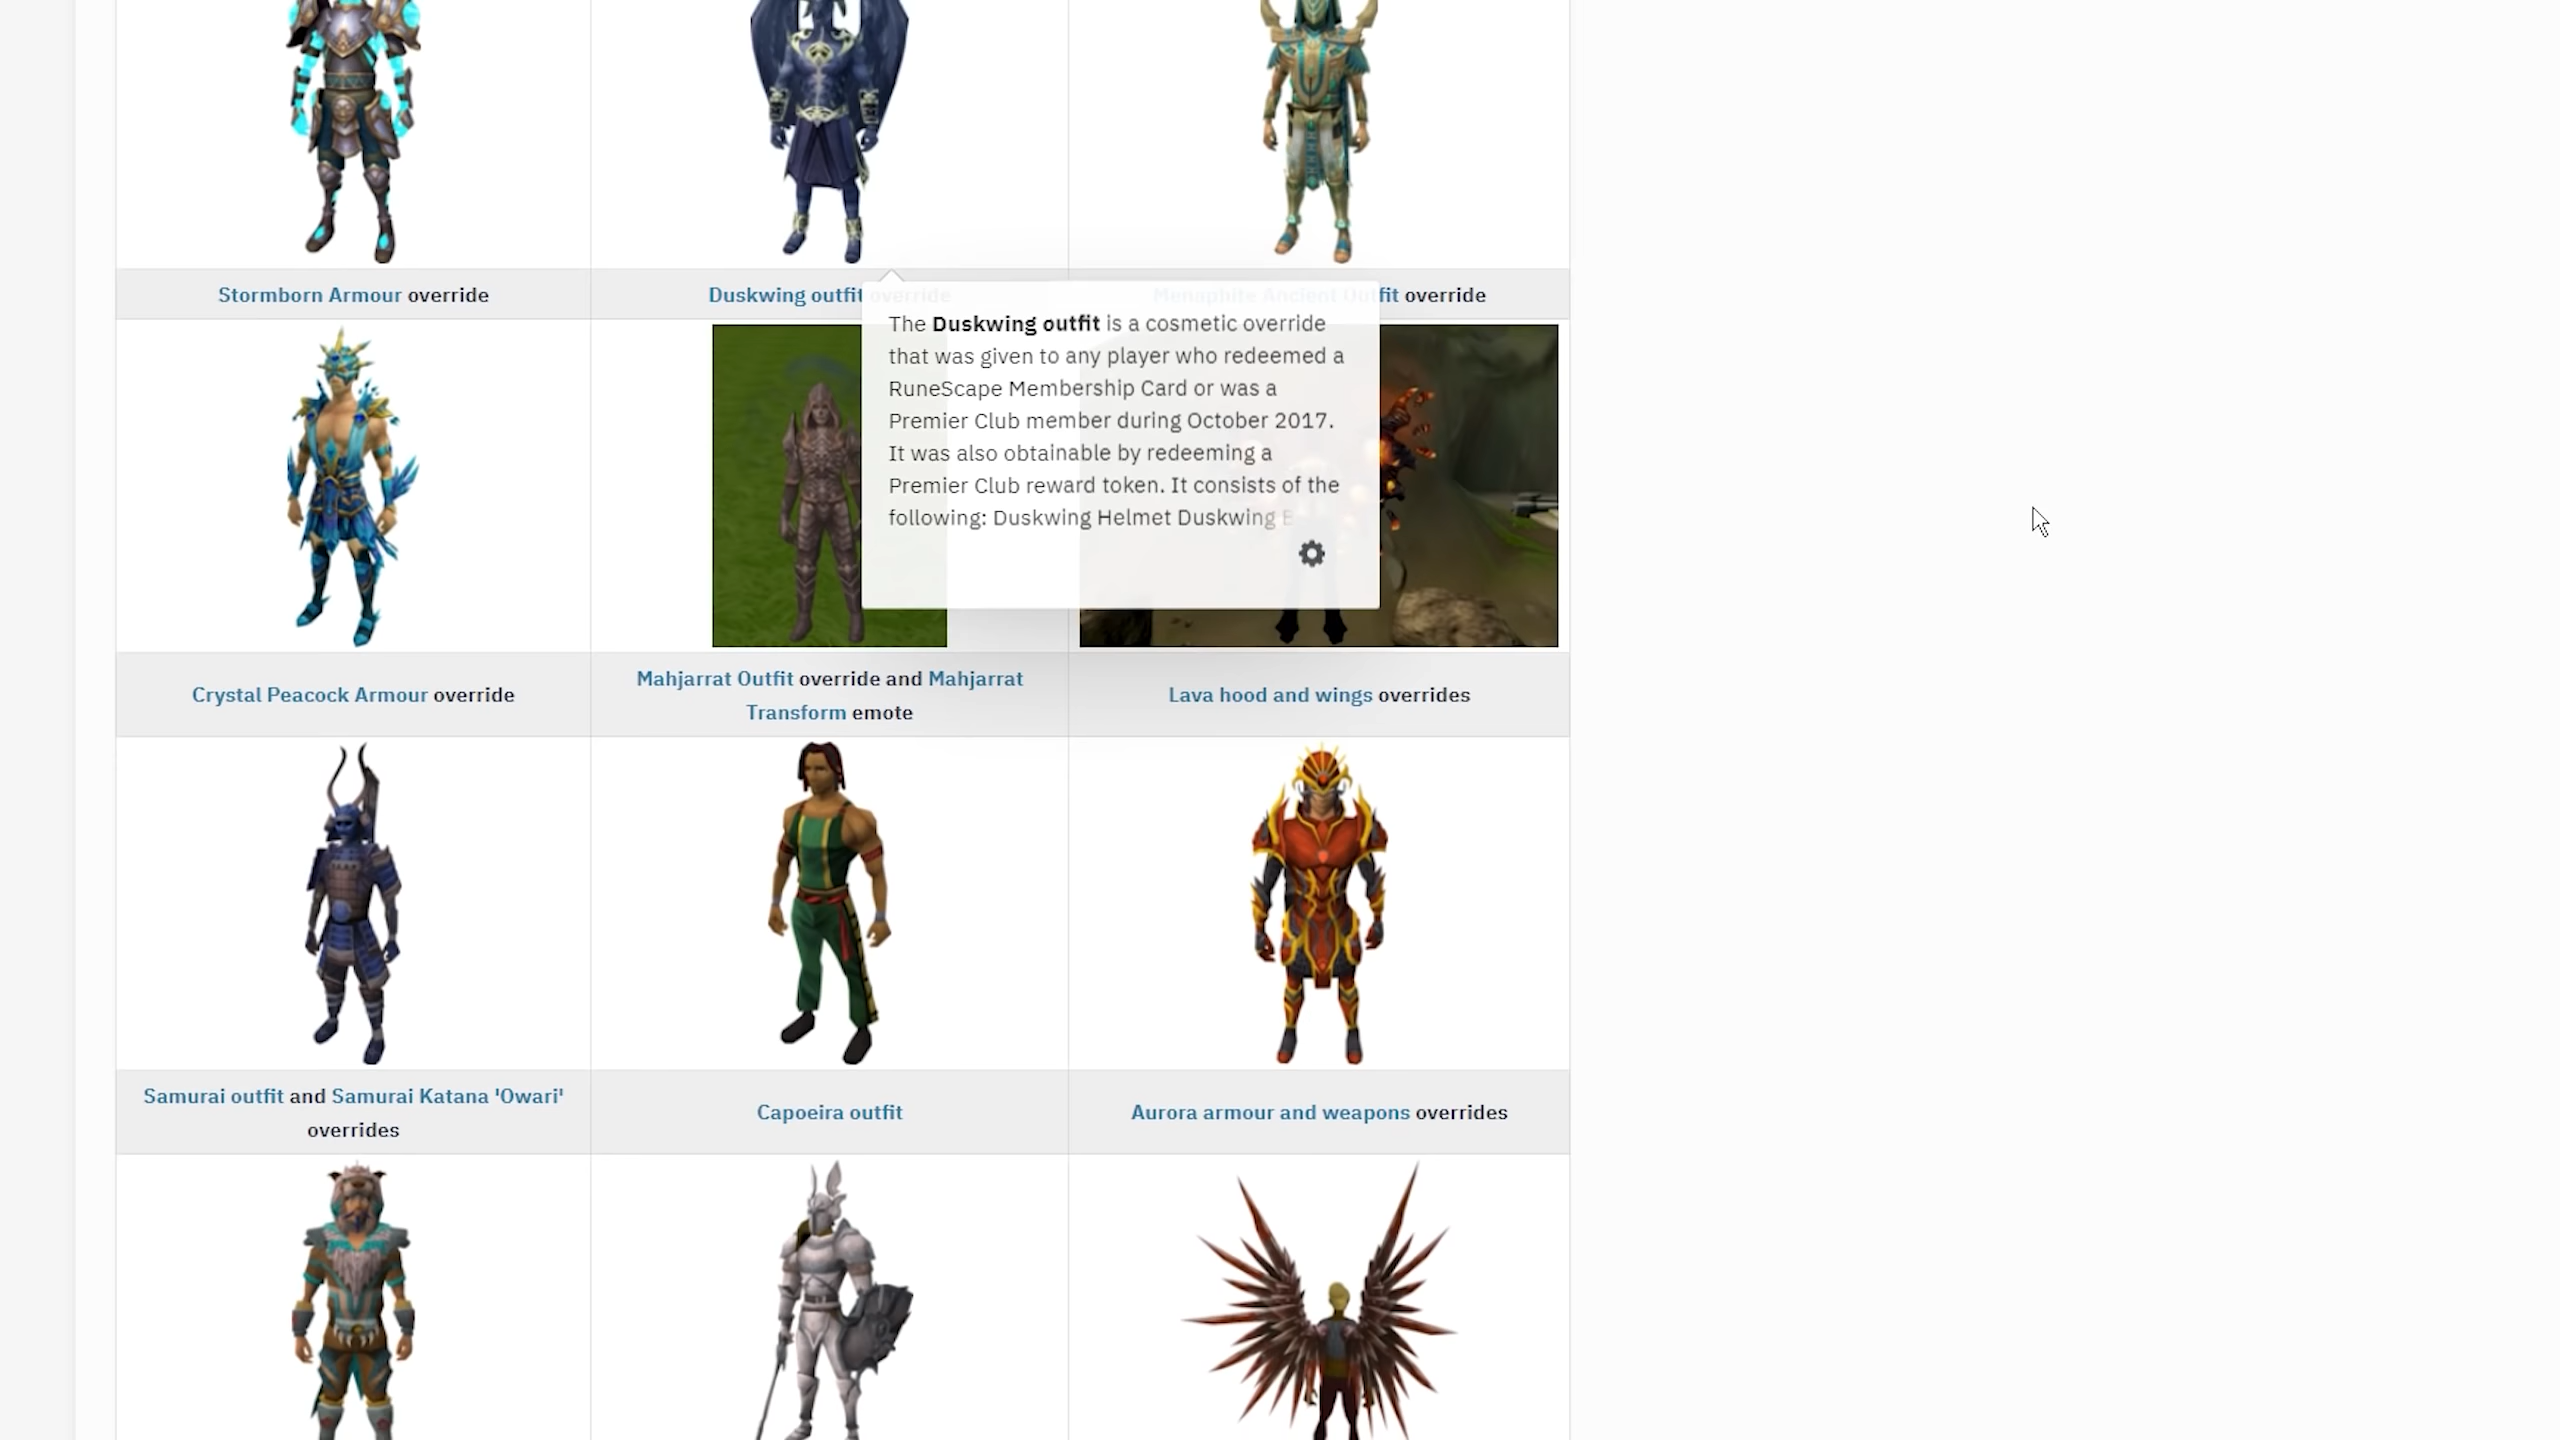 Stormborn Armour override
Duskwing outfit override
Menaphite Ancient Outfit override
The Duskwing outfit is a cosmetic override
that was given to any player who redeemed a
RuneScape Membership Card or was a
Premier Club member during October 2017.
It was also obtainable by redeeming a
Premier Club reward token. It consists of the
following: Duskwing Helmet Duskwing
Crystal Peacock Armour override
Mahjarrat Outfit override and Mahjarrat
Transform emote
Lava hood and wings overrides
Samurai outfit and Samurai Katana 'Owari'
overrides
Capoeira outfit
Aurora armour and weapons overrides